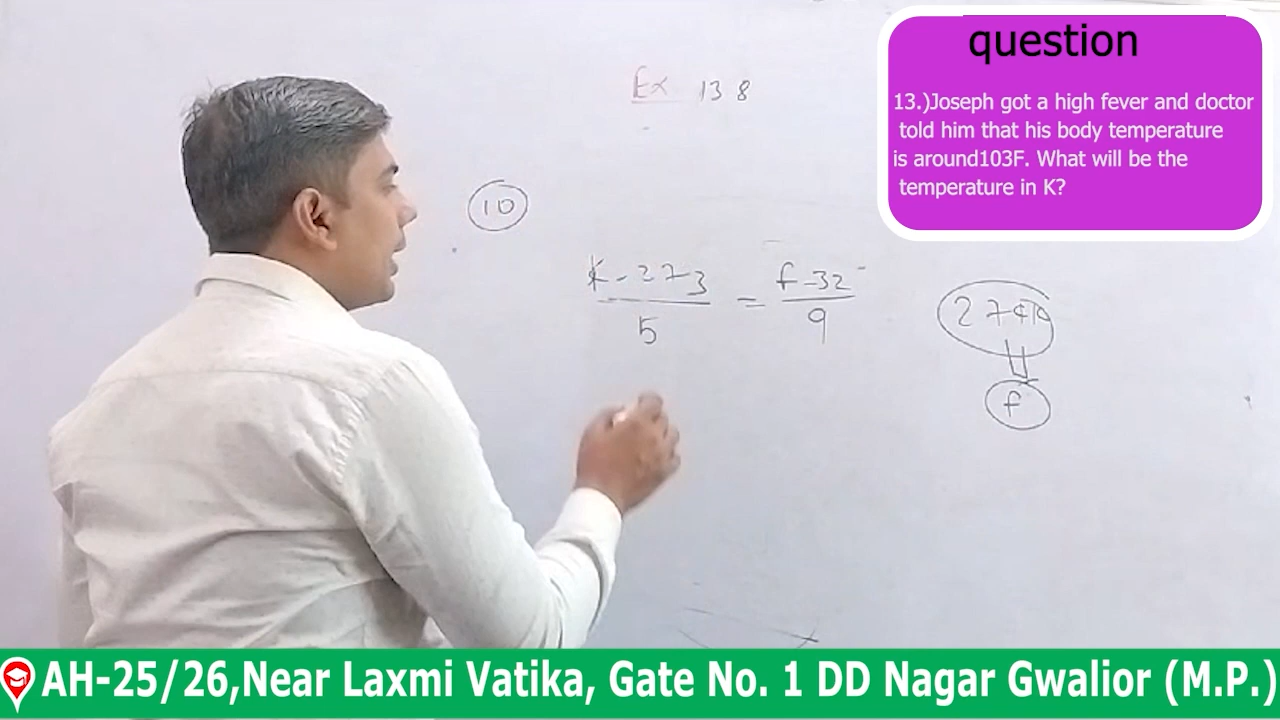 question
13.)Joseph got a high fever and doctor
told him that his body temperature
is around103F. What will be the
temperature in K?
Ex 13 8
10
K-273 = f-32
5 9
f
AH-25/26,Near Laxmi Vatika, Gate No. 1 DD Nagar Gwalior (M.P.)